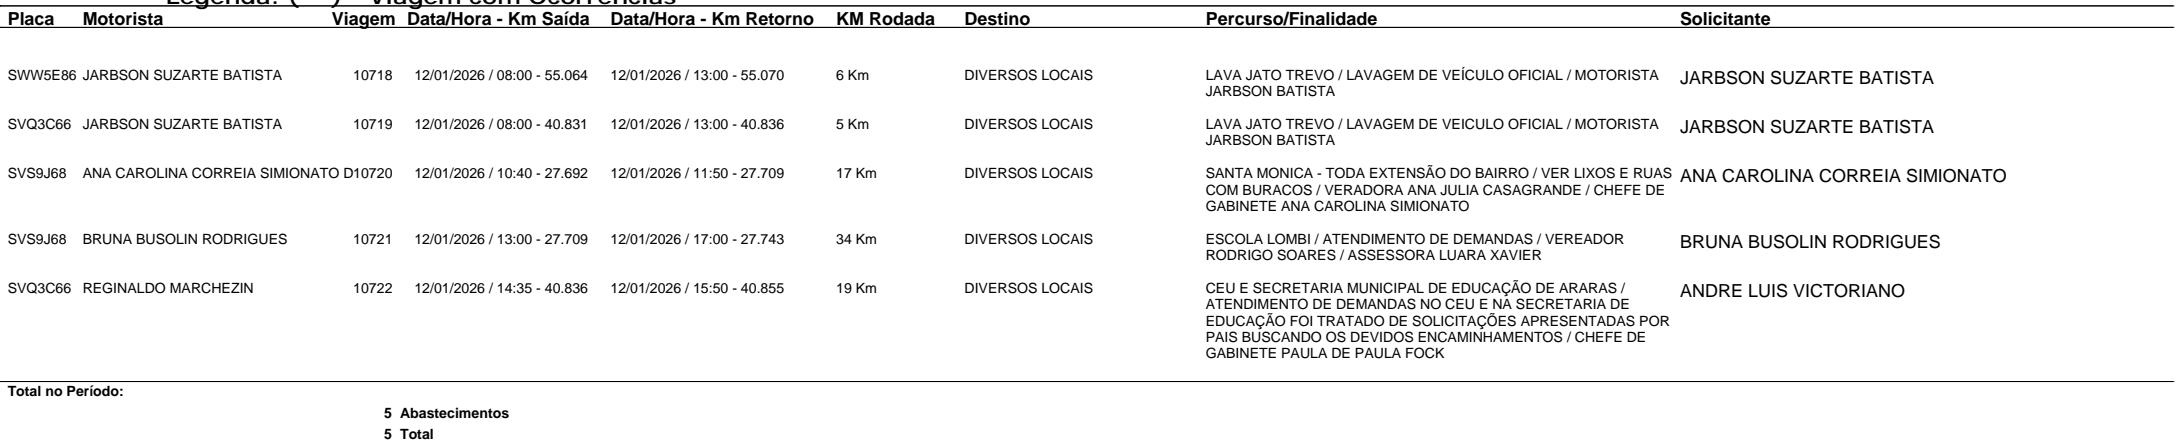 Placa Motorista Viagem Data/Hora - Km Saída Data/Hora - Km Retorno KM Rodada Destino Percurso/Finalidade Solicitante
SWW5E86 JARBSON SUZARTE BATISTA 10718 12/01/2026 / 08:00 - 55.064 12/01/2026 / 13:00 - 55.070 6 Km DIVERSOS LOCAIS LAVA JATO TREVO / LAVAGEM DE VEÍCULO OFICIAL / MOTORISTA JARBSON SUZARTE BATISTA
JARBSON BATISTA
SVQ3C66 JARBSON SUZARTE BATISTA 10719 12/01/2026 / 08:00 - 40.831 12/01/2026 / 13:00 - 40.836 5 Km DIVERSOS LOCAIS LAVA JATO TREVO / LAVAGEM DE VEICULO OFICIAL / MOTORISTA JARBSON SUZARTE BATISTA
JARBSON BATISTA
SVS9J68 ANA CAROLINA CORREIA SIMIONATO D10720 12/01/2026 / 10:40 - 27.692 12/01/2026 / 11:50 - 27.709 17 Km DIVERSOS LOCAIS SANTA MONICA - TODA EXTENSÃO DO BAIRRO / VER LIXOS E RUAS ANA CAROLINA CORREIA SIMIONATO
COM BURACOS / VERADORA ANA JULIA CASAGRANDE / CHEFE DE
GABINETE ANA CAROLINA SIMIONATO
SVS9J68 BRUNA BUSOLIN RODRIGUES 10721 12/01/2026 / 13:00 - 27.709 12/01/2026 / 17:00 - 27.743 34 Km DIVERSOS LOCAIS ESCOLA LOMBI / ATENDIMENTO DE DEMANDAS / VEREADOR BRUNA BUSOLIN RODRIGUES
RODRIGO SOARES / ASSESSORA LUARA XAVIER
SVQ3C66 REGINALDO MARCHEZIN 10722 12/01/2026 / 14:35 - 40.836 12/01/2026 / 15:50 - 40.855 19 Km DIVERSOS LOCAIS CEU E SECRETARIA MUNICIPAL DE EDUCAÇÃO DE ARARAS / ANDRE LUIS VICTORIANO
ATENDIMENTO DE DEMANDAS NO CEU E NA SECRETARIA DE
EDUCAÇÃO FOI TRATADO DE SOLICITAÇÕES APRESENTADAS POR
PAIS BUSCANDO OS DEVIDOS ENCAMINHAMENTOS / CHEFE DE
GABINETE PAULA DE PAULA FOCK
Total no Período:
5 Abastecimentos
5 Total